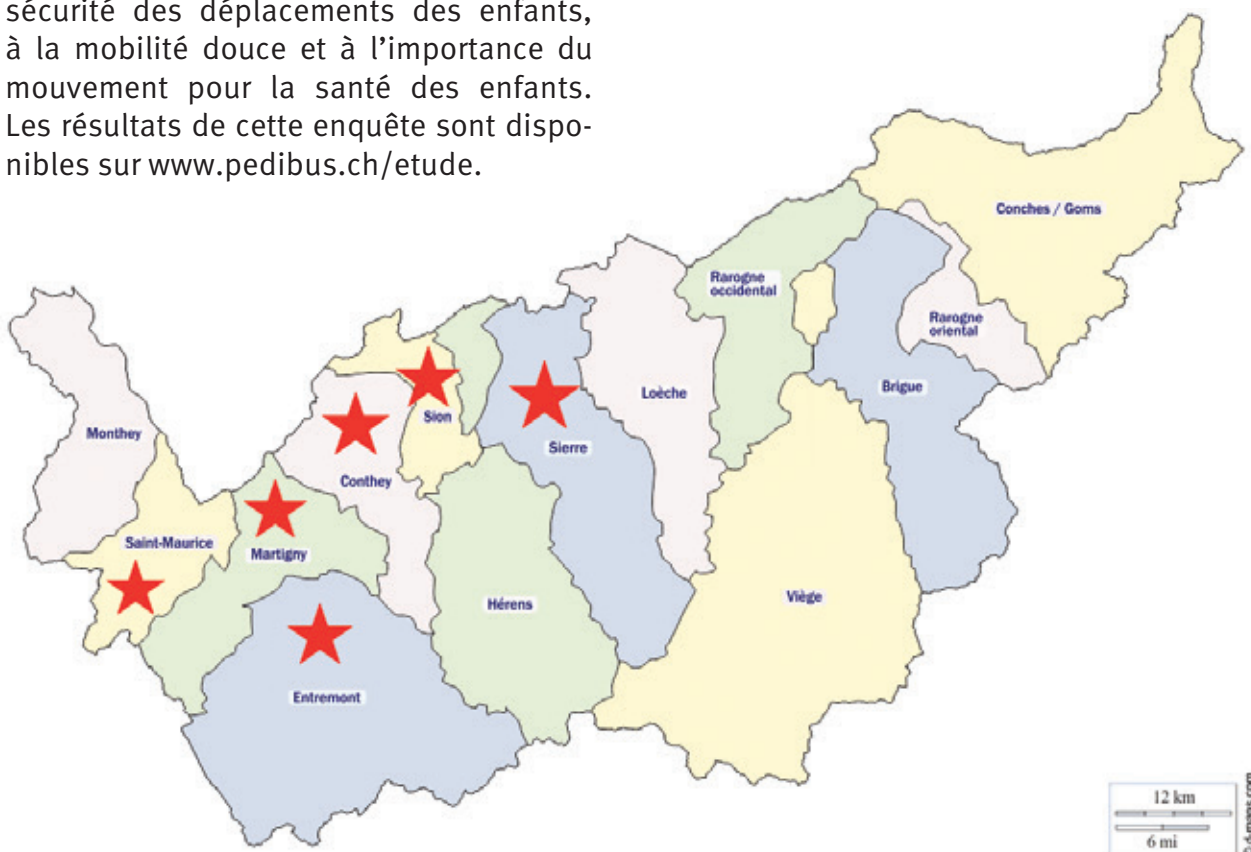 sécurité des déplacements des enfants,
à la mobilité douce et à l'importance du
mouvement pour la santé des enfants.
Les résultats de cette enquête sont dispo-
nibles sur www.pedibus.ch/etude.
Conches / Goms
Rarogne
occidental
Rarogne
oriental
Loèche
Brigue
Monthey
Sion
Sierre
Conthey
Saint-Maurice
Martigny
Hérens
Viège
Entremont
12 km
6 mi
d-maps.com